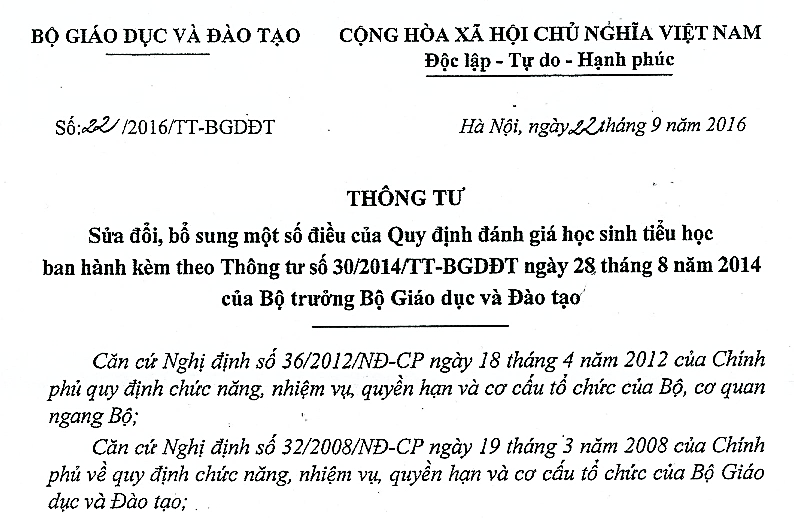 BỘ GIÁO DỤC VÀ ĐÀO TẠO
CỘNG HÒA XÃ HỘI CHỦ NGHĨA VIỆT NAM
Độc lập - Tự do - Hạnh phúc
Số:22/2016/TT-BGDĐT
Hà Nội, ngày 22 tháng 9 năm 2016
THÔNG TƯ
Sửa đổi, bổ sung một số điều của Quy định đánh giá học sinh tiểu học
ban hành kèm theo Thông tư số 30/2014/TT-BGDĐT ngày 28 tháng 8 năm 2014
của Bộ trưởng Bộ Giáo dục và Đào tạo
Căn cứ Nghị định số 36/2012/NĐ-CP ngày 18 tháng 4 năm 2012 của Chính
phủ quy định chức năng, nhiệm vụ, quyền hạn và cơ cấu tổ chức của Bộ, cơ quan
ngang Bộ;
Căn cứ Nghị định số 32/2008/NĐ-CP ngày 19 tháng 3 năm 2008 của Chính
phủ về quy định chức năng, nhiệm vụ, quyền hạn và cơ cấu tổ chức của Bộ Giáo
dục và Đào tạo;